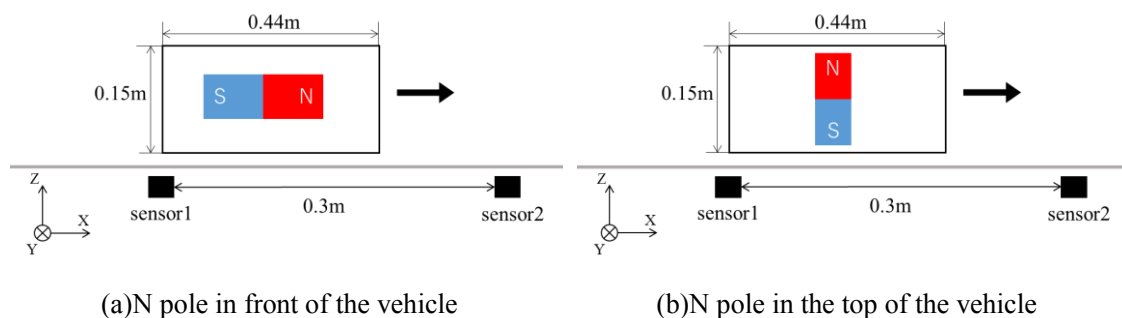 0.44m
0.15m
S N
Z
X
Y
sensor1
0.3m
sensor2
(a)N pole in front of the vehicle
0.44m
0.15m
N
S
Z
X
Y
sensor1
0.3m
sensor2
(b)N pole in the top of the vehicle